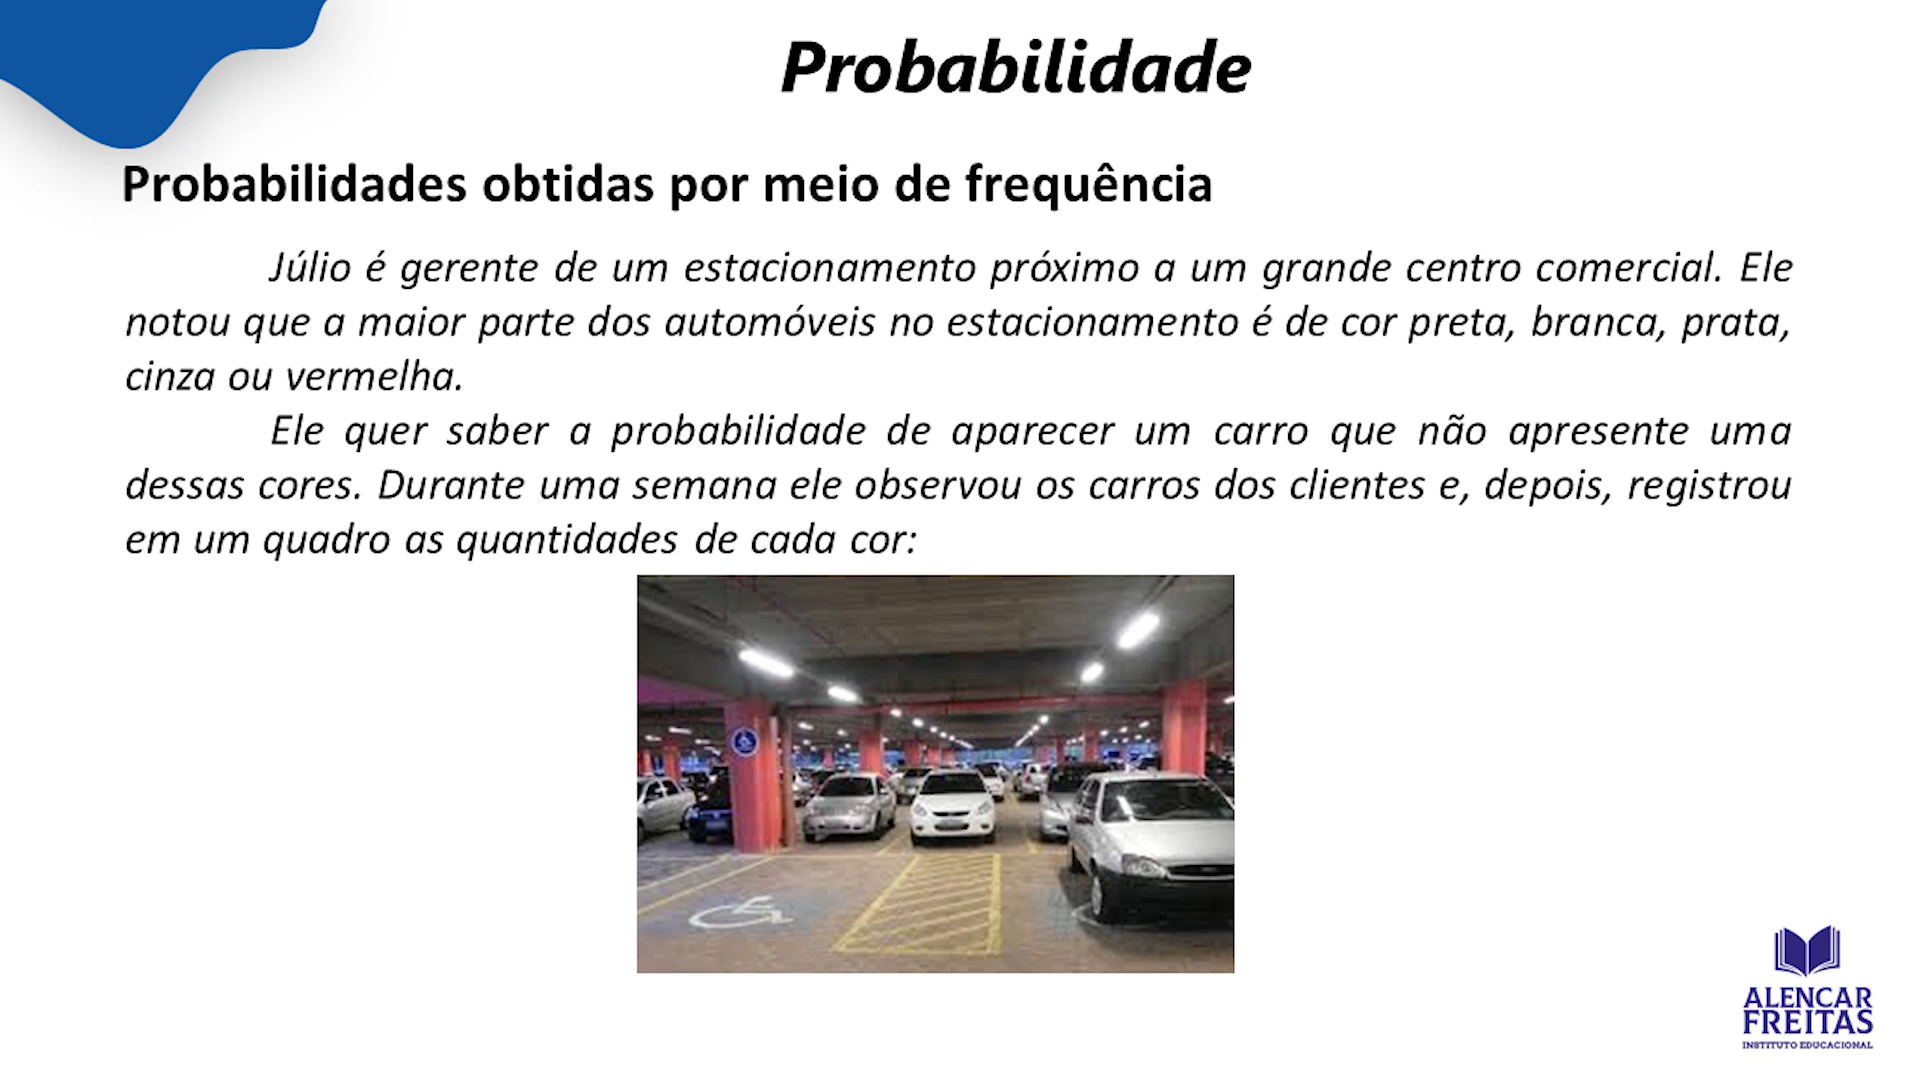 Probabilidade
Probabilidades obtidas por meio de frequência
Júlio é gerente de um estacionamento próximo a um grande centro comercial. Ele
notou que a maior parte dos automóveis no estacionamento é de cor preta, branca, prata,
cinza ou vermelha.
Ele quer saber a probabilidade de aparecer um carro que não apresente uma
dessas cores. Durante uma semana ele observou os carros dos clientes e, depois, registrou
em um quadro as quantidades de cada cor:
ALENCAR
FREITAS
INSTITUTO EDUCACIONAL